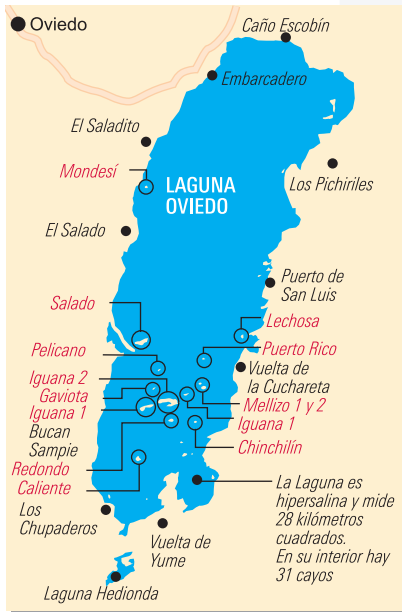 Oviedo
Caño Escobín
Embarcadero
El Saladito
Mondesí
LAGUNA
OVIEDO
Los Pichiriles
El Salado
Puerto de
San Luis
Salado
Lechosa
Pelicano
Puerto Rico
Iguana 2
Vuelta de
la Cuchareta
Gaviota
Mellizo 1 y 2
Iguana 1
Iguana 1
Bucan
Sampie
Chinchilín
Redondo
Caliente
La Laguna es
hipersalina y mide
28 kilómetros
cuadrados.
En su interior hay
31 cayos
Los
Chupaderos
Vuelta de
Yume
Laguna Hedionda